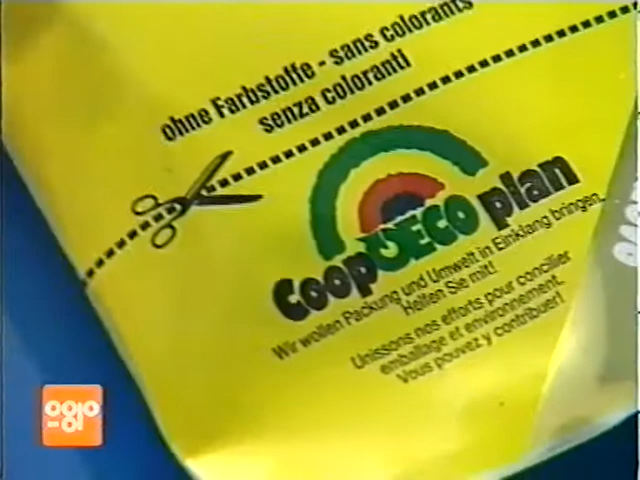 ohne Farbstoffe - sans colorants
senza coloranti
Coop OECO plan
Wir wollen Packung und Umwelt in Einklang bringen.
Helfen Sie mit!
Unissons nos efforts pour concilier
emballage et environnement.
Vous pouvez y contribuer!